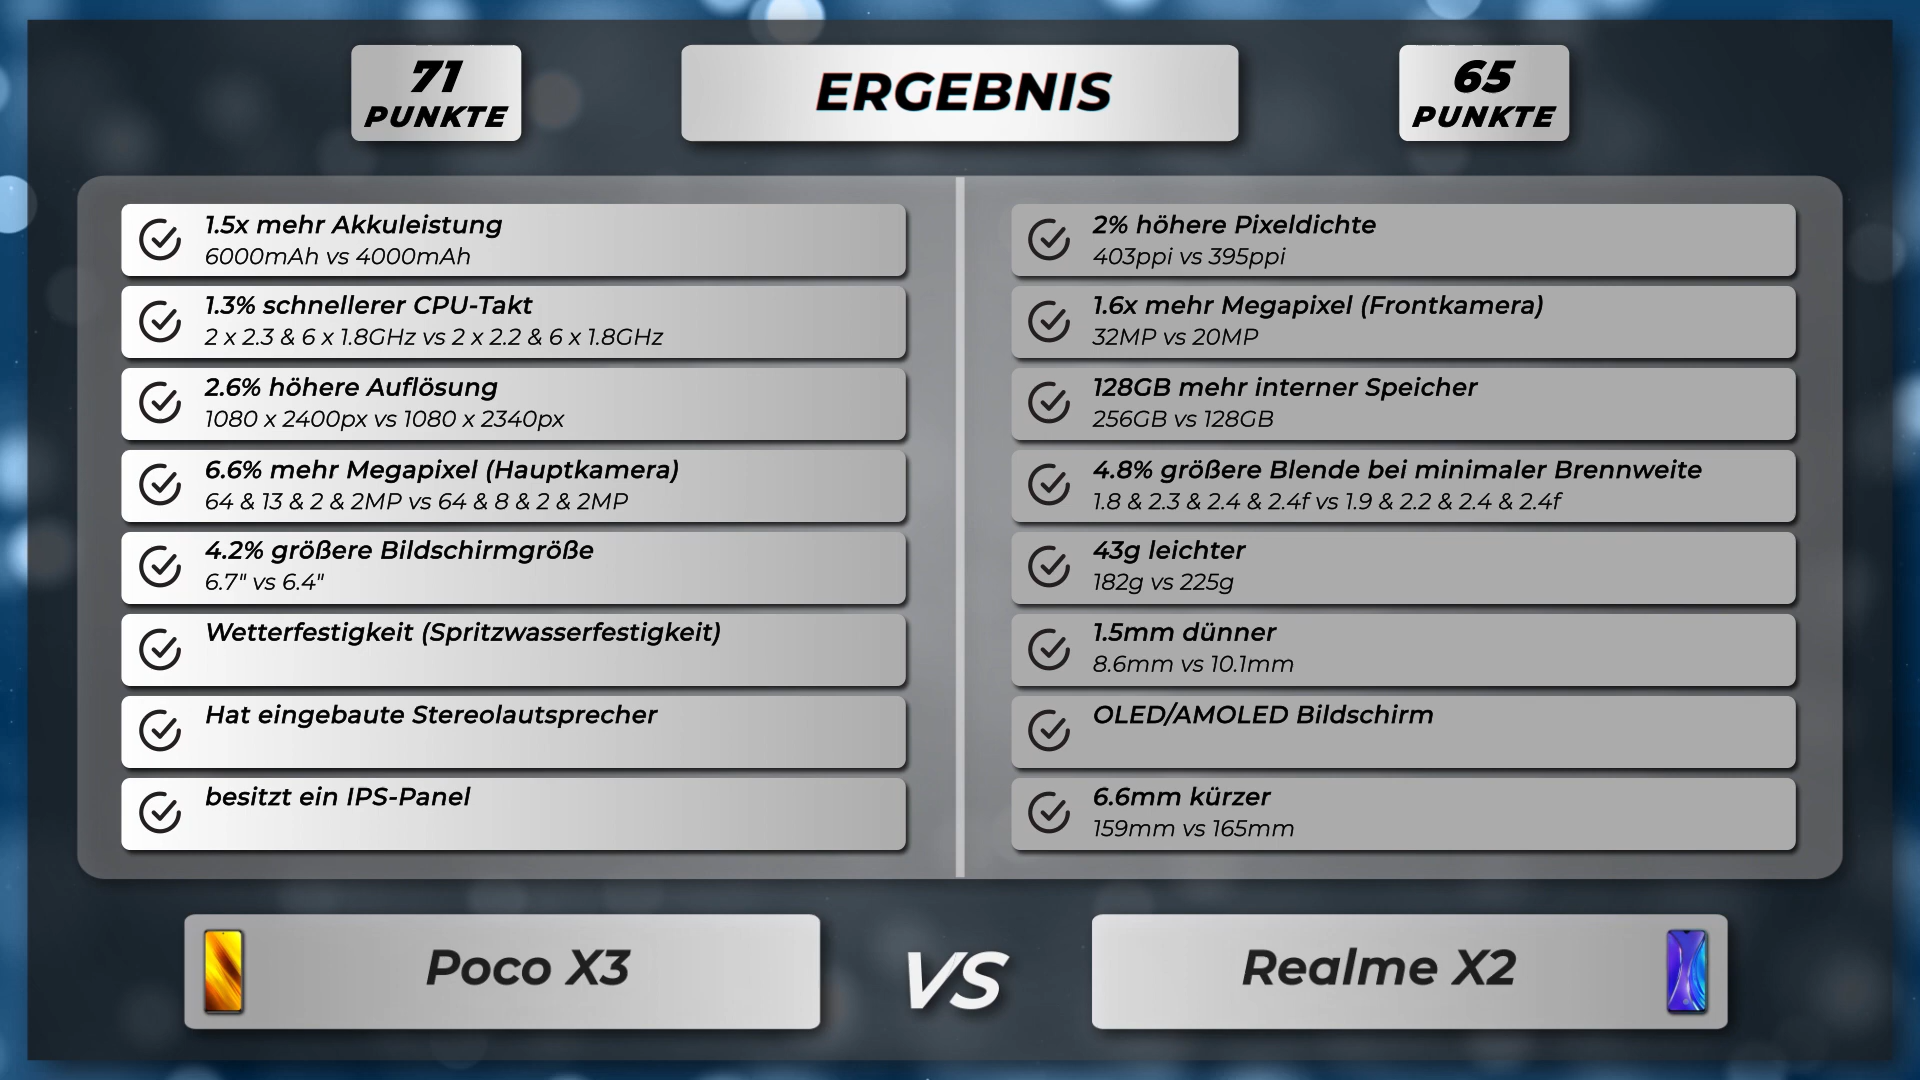 71
PUNKTE
ERGEBNIS
65
PUNKTE
1.5x mehr Akkuleistung
6000mAh vs 4000mAh
1.3% schnellerer CPU-Takt
2 x 2.3 & 6 x 1.8GHz vs 2 x 2.2 & 6 x 1.8GHz
2.6% höhere Auflösung
1080 x 2400px vs 1080 x 2340px
6.6% mehr Megapixel (Hauptkamera)
64 & 13 & 2 & 2MP vs 64 & 8 & 2 & 2MP
4.2% größere Bildschirmgröße
6.7" vs 6.4"
Wetterfestigkeit (Spritzwasserfestigkeit)
Hat eingebaute Stereolautsprecher
besitzt ein IPS-Panel
2% höhere Pixeldichte
403ppi vs 395ppi
1.6x mehr Megapixel (Frontkamera)
32MP vs 20MP
128GB mehr interner Speicher
256GB vs 128GB
4.8% größere Blende bei minimaler Brennweite
1.8 & 2.3 & 2.4 & 2.4f vs 1.9 & 2.2 & 2.4 & 2.4f
43g leichter
182g vs 225g
1.5mm dünner
8.6mm vs 10.1mm
OLED/AMOLED Bildschirm
6.6mm kürzer
159mm vs 165mm
Poco X3
VS
Realme X2